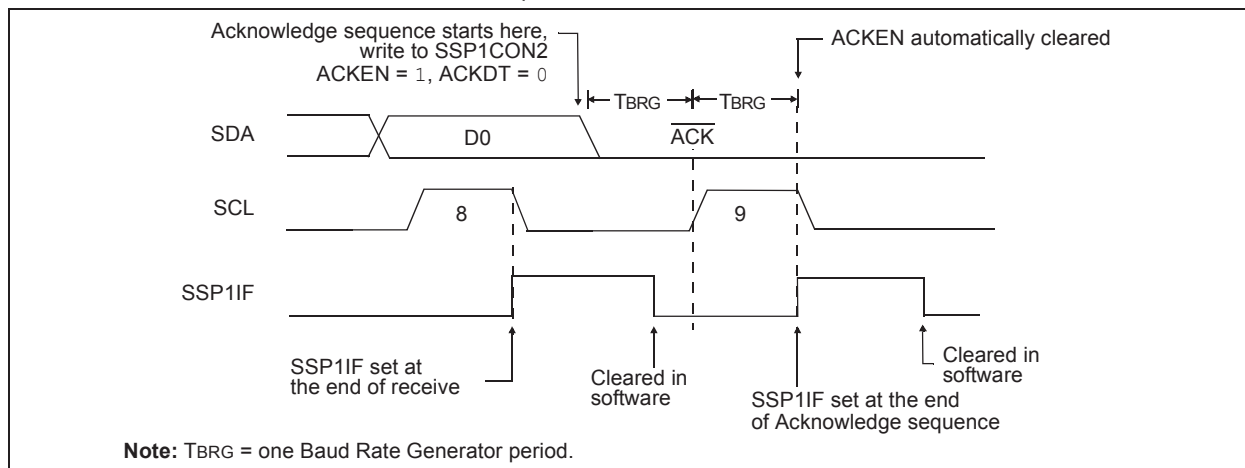 Acknowledge sequence starts here,
write to SSP1CON2
ACKEN = 1, ACKDT = 0
ACKEN automatically cleared
TBRG
TBRG
SDA
D0
ACK
SCL
8
9
SSP1IF
SSP1IF set at
the end of receive
Cleared in
software
SSP1IF set at the end
of Acknowledge sequence
Cleared in
software
Note: TBRG = one Baud Rate Generator period.